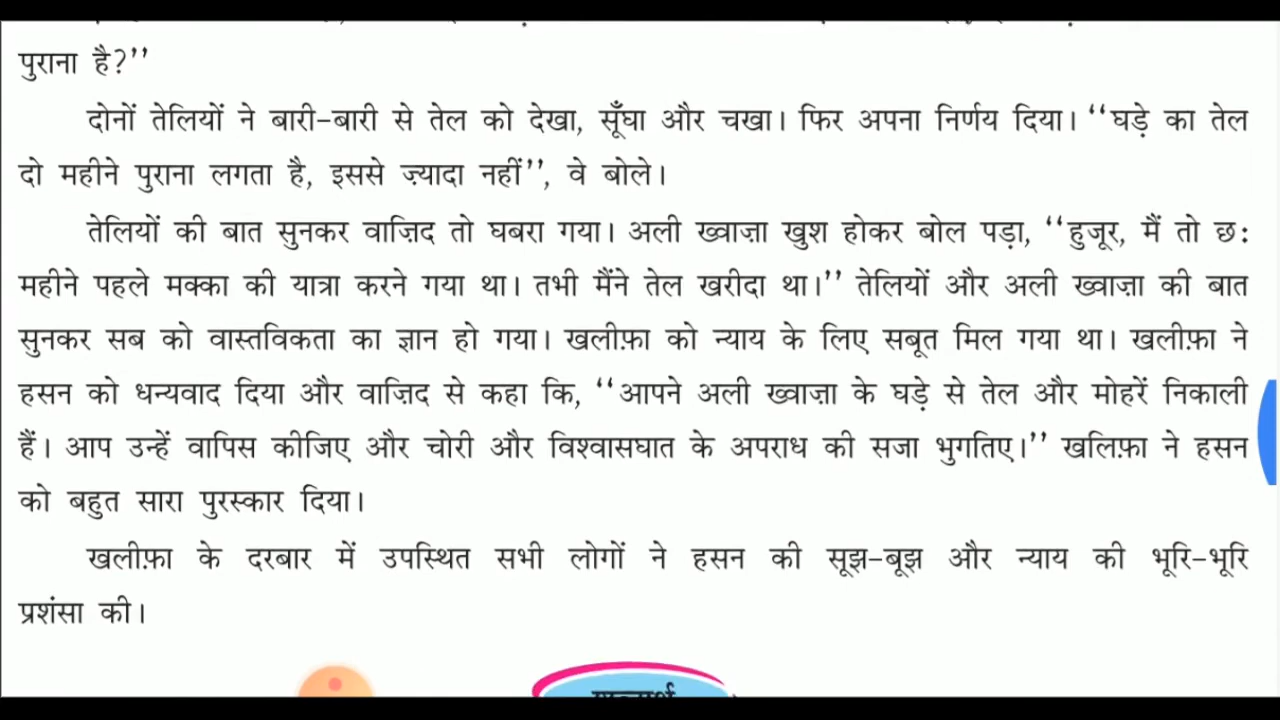 पुराना है?’’
दोनों तेलियों ने बारी-बारी से तेल को देखा, सूँघा और चखा। फिर अपना निर्णय दिया। ‘‘घड़े का तेल
दो महीने पुराना लगता है, इससे ज़्यादा नहीं’’, वे बोले।
तेलियों की बात सुनकर वाज़िद तो घबरा गया। अली ख्वाज़ा खुश होकर बोल पड़ा, ‘‘हुजूर, मैं तो छः
महीने पहले मक्का की यात्रा करने गया था। तभी मैंने तेल खरीदा था।’’ तेलियों और अली ख्वाज़ा की बात
सुनकर सब को वास्तविकता का ज्ञान हो गया। खलीफ़ा को न्याय के लिए सबूत मिल गया था। खलीफ़ा ने
हसन को धन्यवाद दिया और वाज़िद से कहा कि, ‘‘आपने अली ख्वाज़ा के घड़े से तेल और मोहरें निकाली
हैं। आप उन्हें वापिस कीजिए और चोरी और विश्वासघात के अपराध की सजा भुगतिए।’’ खलिफ़ा ने हसन
को बहुत सारा पुरस्कार दिया।
खलीफ़ा के दरबार में उपस्थित सभी लोगों ने हसन की सूझ-बूझ और न्याय की भूरि-भूरि
प्रशंसा की।